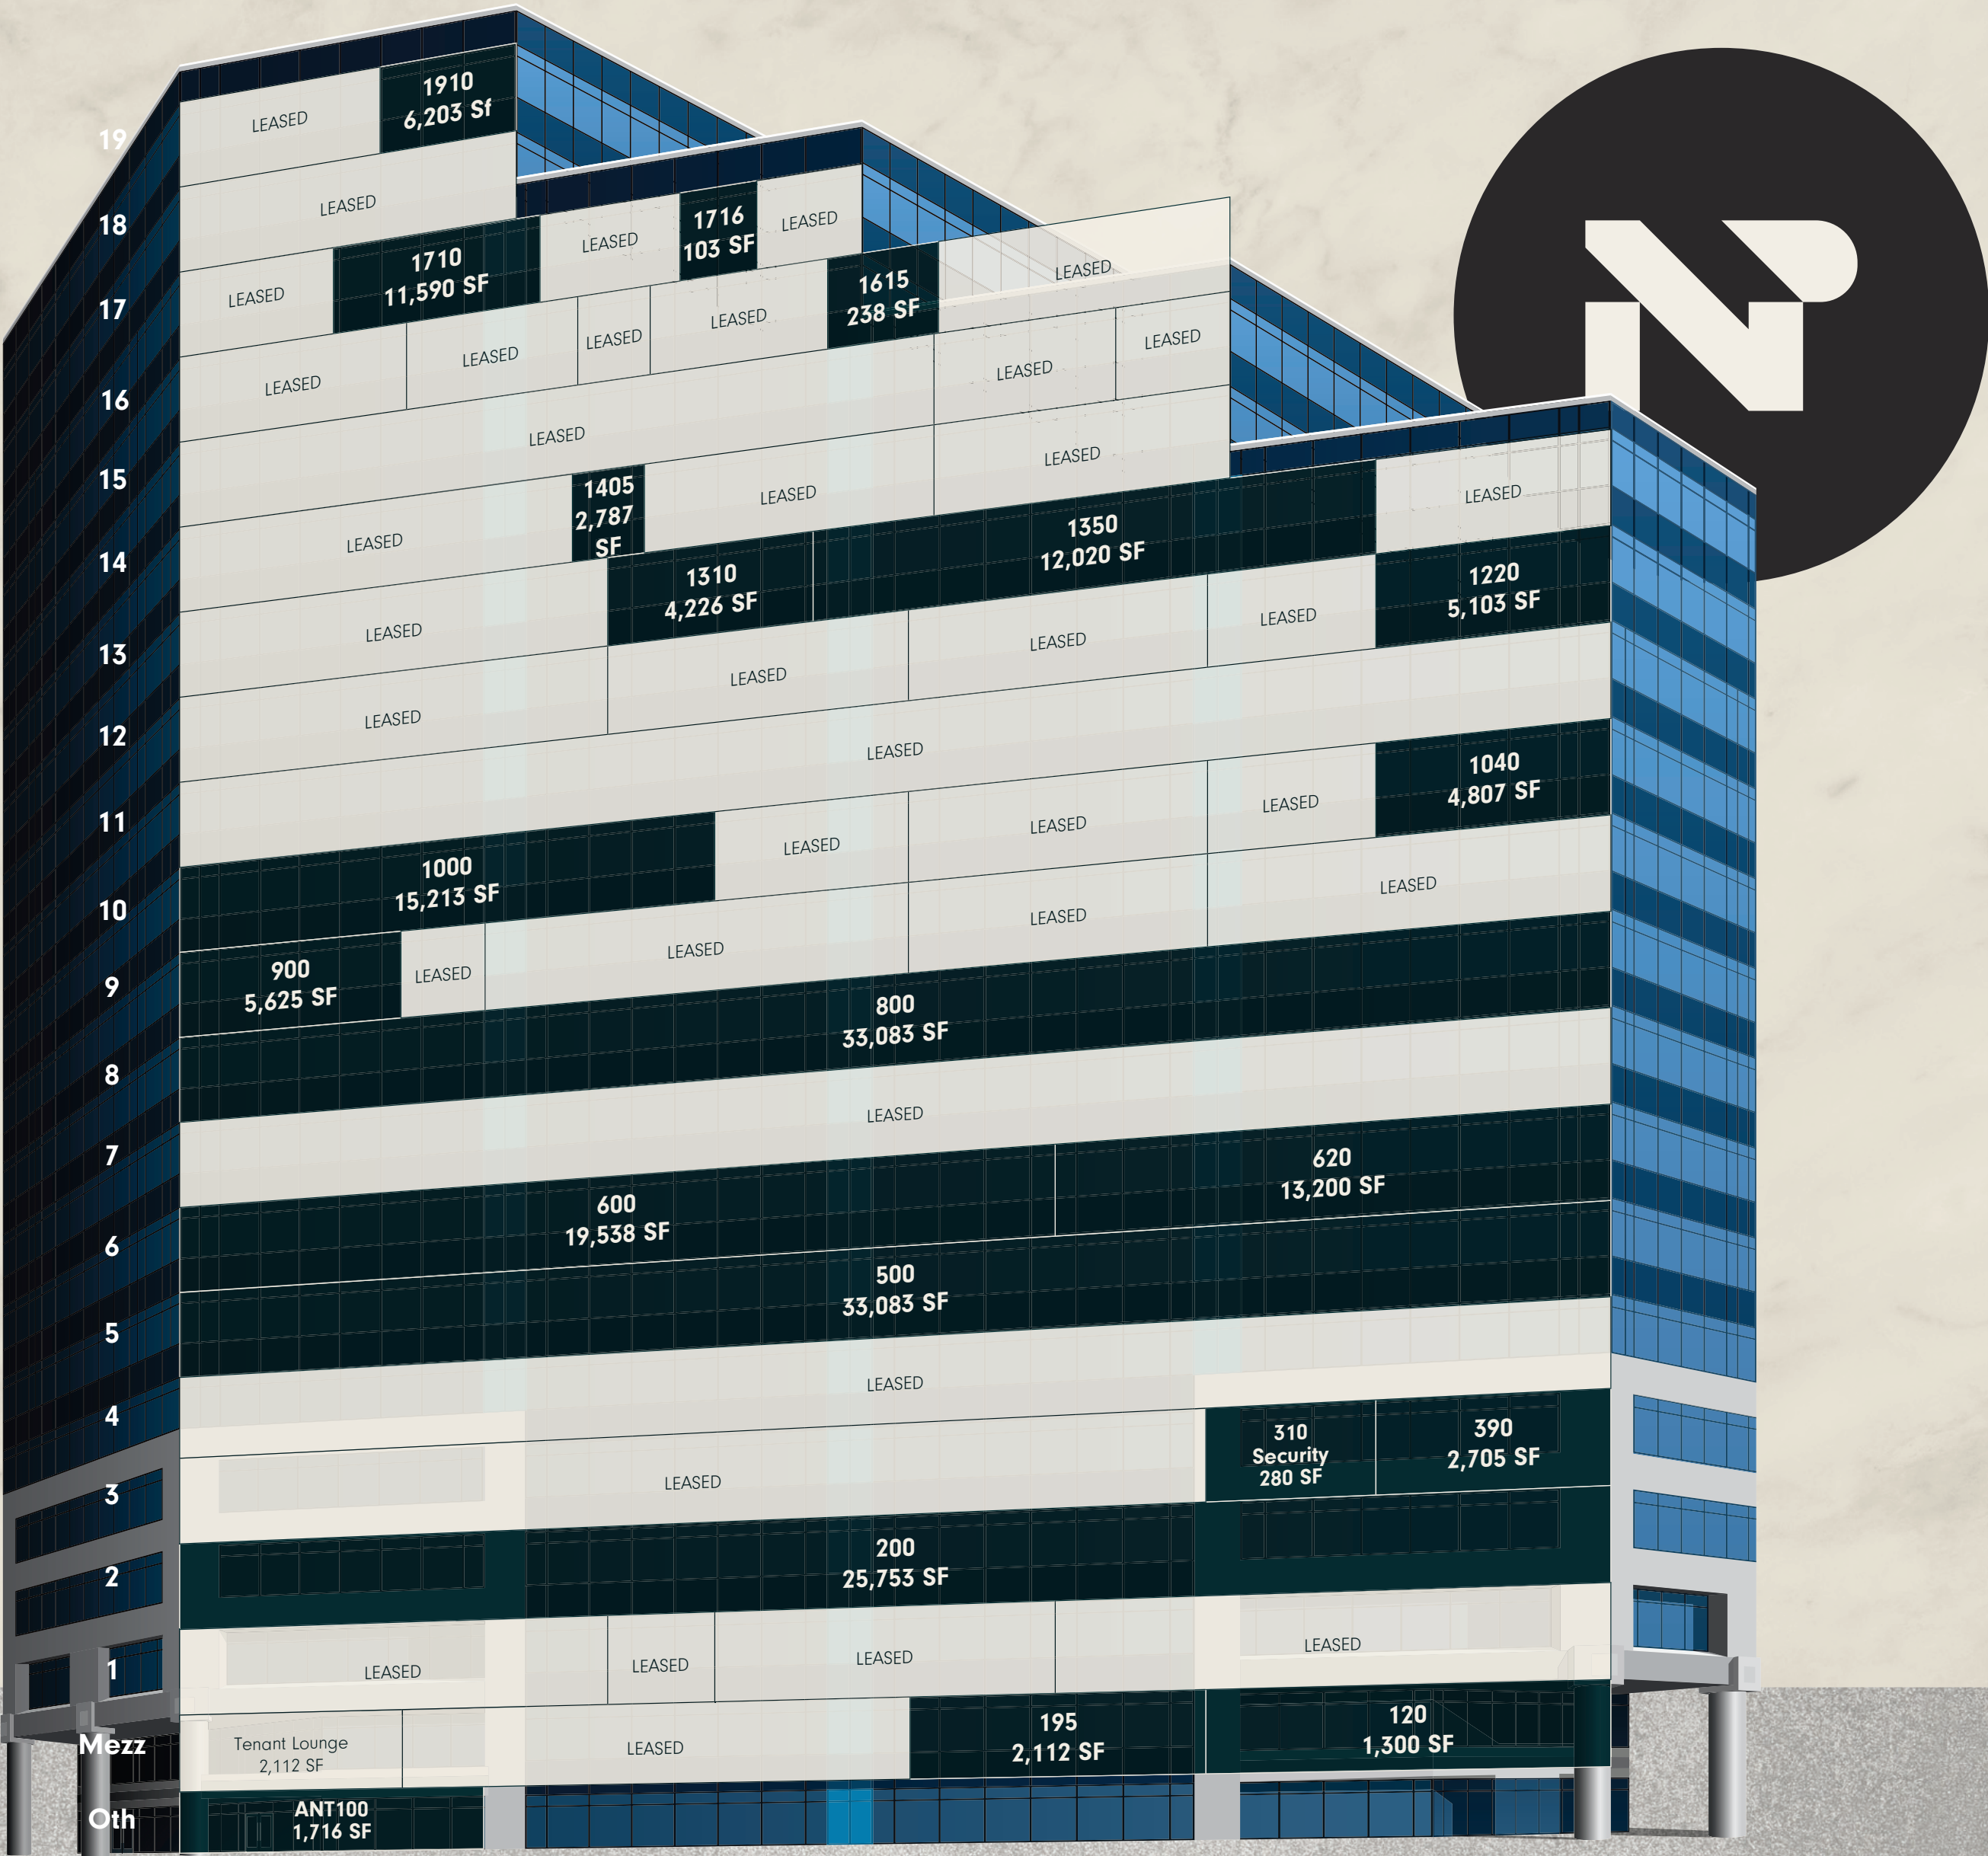 19
LEASED
1910
6,203 Sf
18
LEASED
17
LEASED
1710
11,590 SF
LEASED
1716
103 SF
LEASED
16
LEASED
LEASED
LEASED
LEASED
1615
238 SF
LEASED
15
LEASED
LEASED
LEASED
14
LEASED
1405
2,787
SF
LEASED
LEASED
13
LEASED
1310
4,226 SF
1350
12,020 SF
LEASED
12
LEASED
LEASED
LEASED
LEASED
1220
5,103 SF
11
LEASED
10
1000
15,213 SF
LEASED
LEASED
LEASED
1040
4,807 SF
9
900
5,625 SF
LEASED
LEASED
LEASED
LEASED
8
800
33,083 SF
7
LEASED
6
600
19,538 SF
620
13,200 SF
5
500
33,083 SF
4
LEASED
3
LEASED
310
Security
280 SF
390
2,705 SF
2
200
25,753 SF
1
LEASED
LEASED
LEASED
LEASED
Mezz
Tenant Lounge
2,112 SF
LEASED
195
2,112 SF
120
1,300 SF
Oth
ANT100
1,716 SF
NP